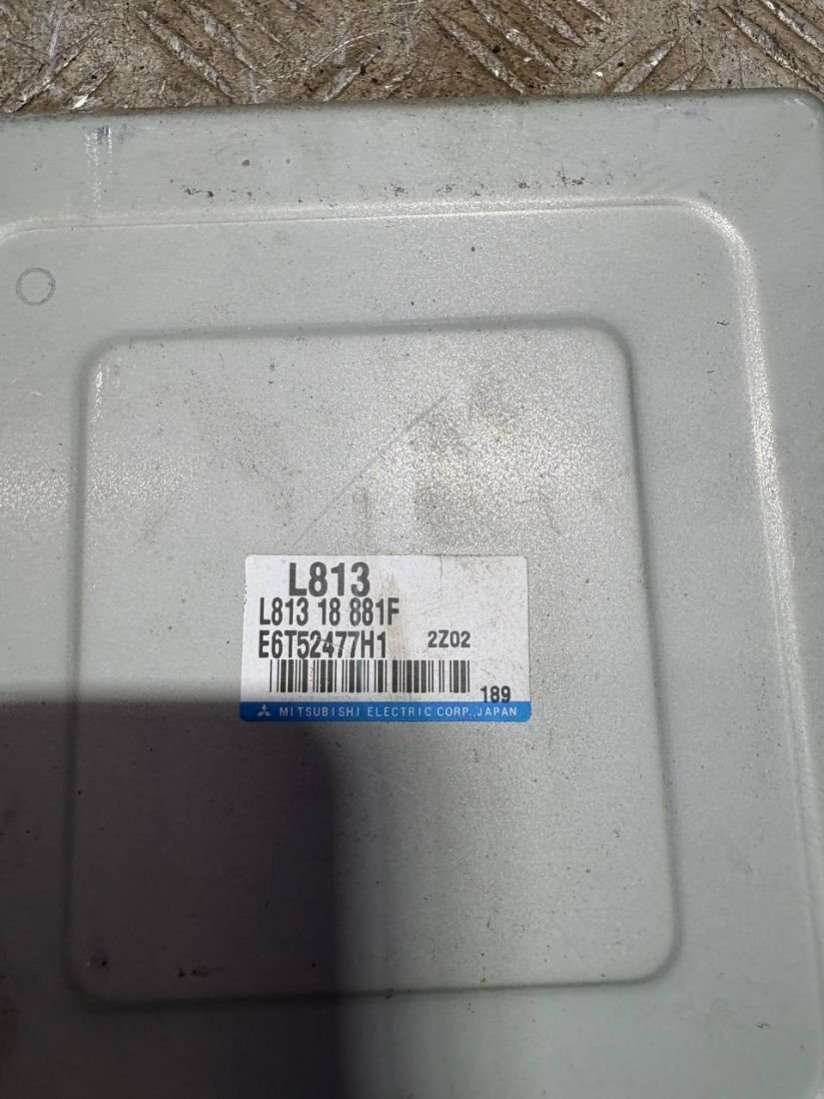 L813
L813 18 881F
E6T52477H1 2Z02
189
MITSUBISHI ELECTRIC CORP., JAPAN